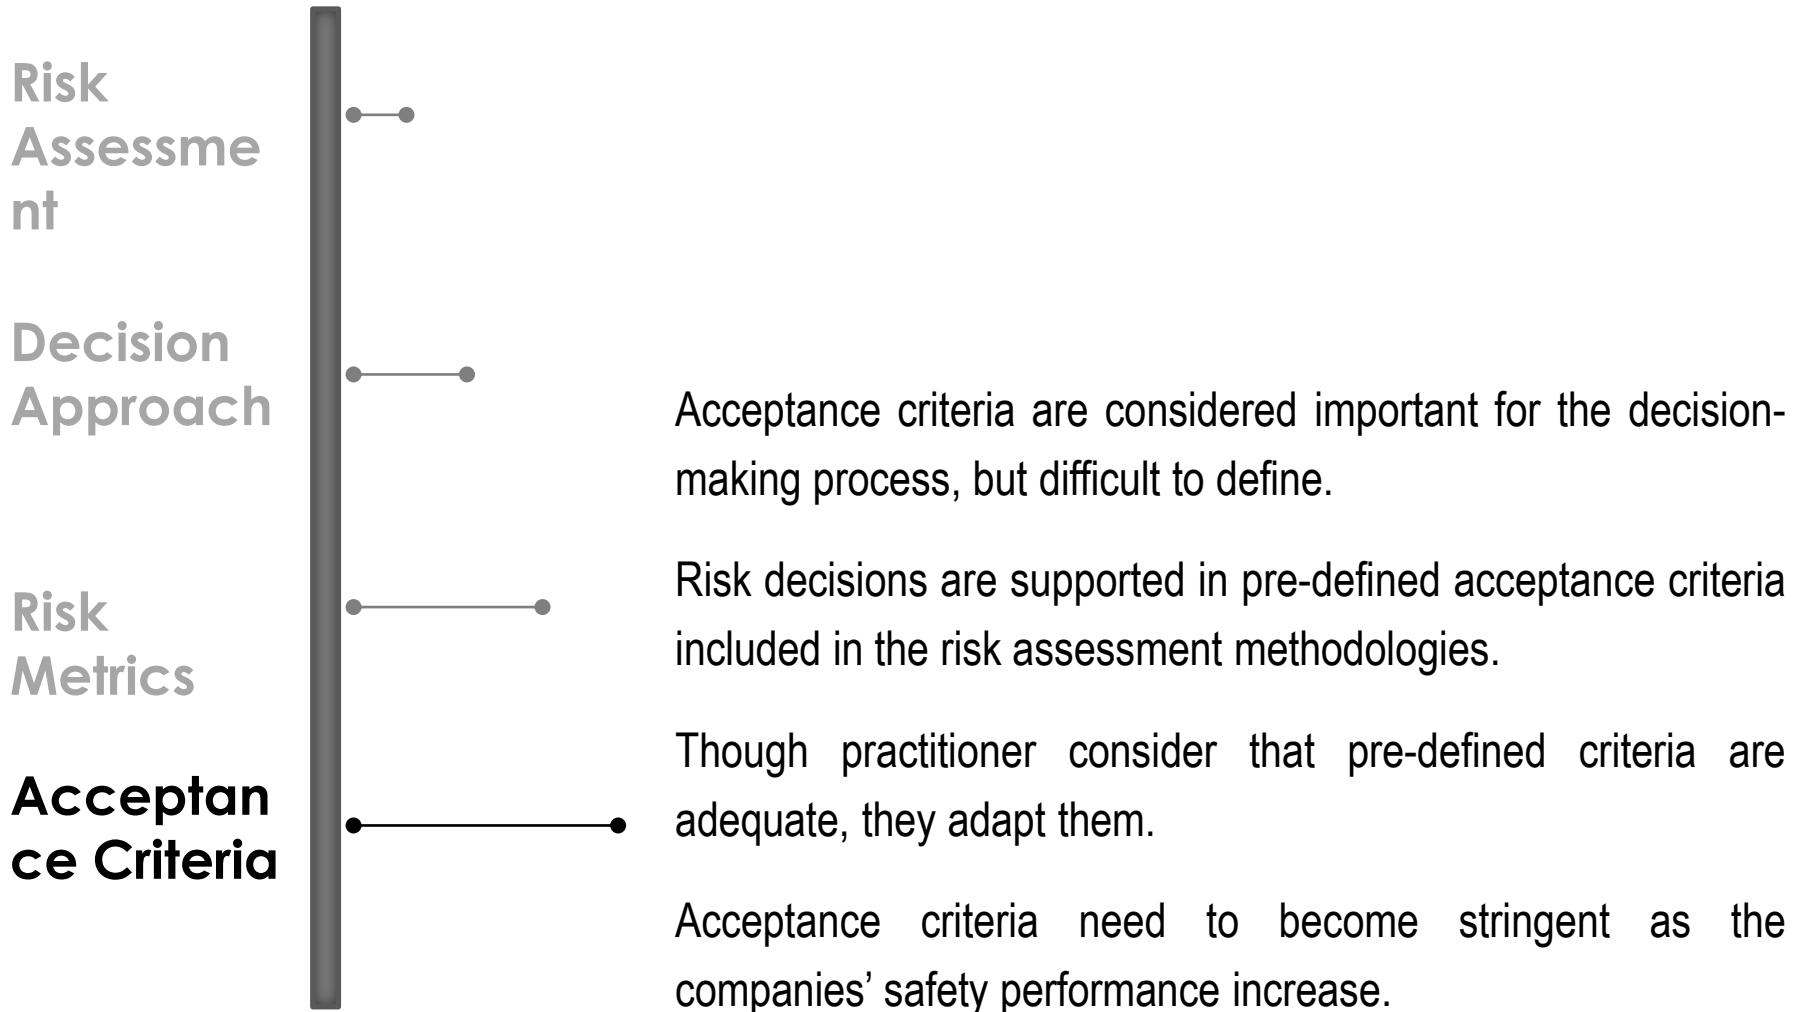 Risk
Assessme
nt
Decision
Approach
Risk
Metrics
Acceptan
ce Criteria
Acceptance criteria are considered important for the decision-
making process, but difficult to define.
Risk decisions are supported in pre-defined acceptance criteria
included in the risk assessment methodologies.
Though practitioner consider that pre-defined criteria are
adequate, they adapt them.
Acceptance criteria need to become stringent as the
companies’ safety performance increase.